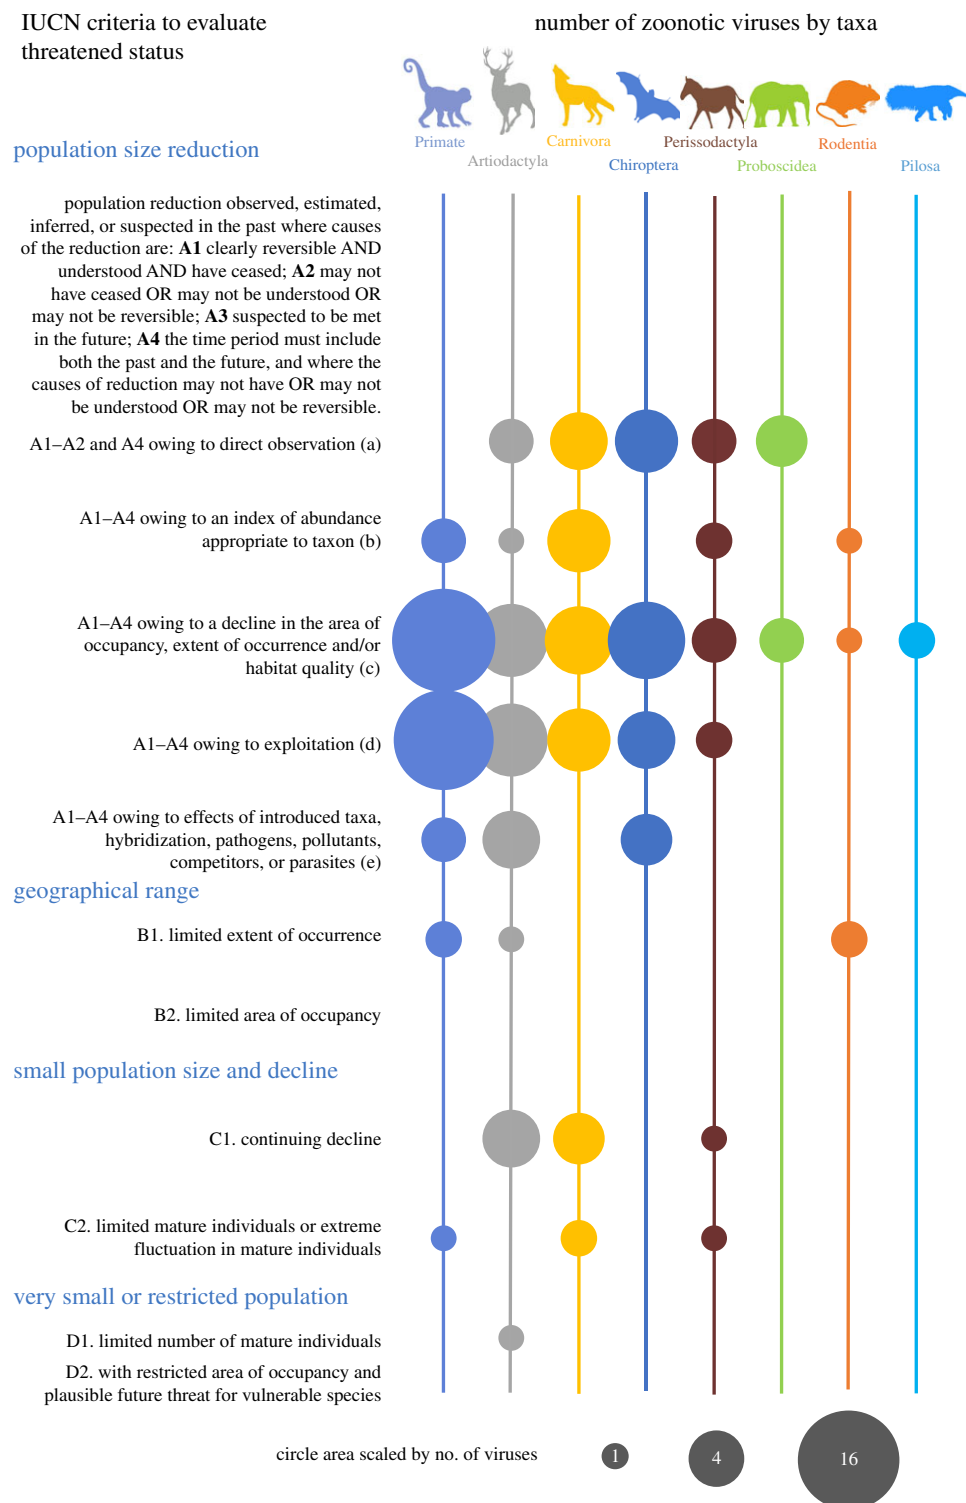 IUCN criteria to evaluate
threatened status
number of zoonotic viruses by taxa
Primate
Artiodactyla
Carnivora
Chiroptera
Perissodactyla
Proboscidea
Rodentia
Pilosa
population size reduction
population reduction observed, estimated,
inferred, or suspected in the past where causes
of the reduction are: A1 clearly reversible AND
understood AND have ceased; A2 may not
have ceased OR may not be understood OR
may not be reversible; A3 suspected to be met
in the future; A4 the time period must include
both the past and the future, and where the
causes of reduction may not have OR may not
be understood OR may not be reversible.
A1–A2 and A4 owing to direct observation (a)
A1–A4 owing to an index of abundance
appropriate to taxon (b)
A1–A4 owing to a decline in the area of
occupancy, extent of occurrence and/or
habitat quality (c)
A1–A4 owing to exploitation (d)
A1–A4 owing to effects of introduced taxa,
hybridization, pathogens, pollutants,
competitors, or parasites (e)
geographical range
B1. limited extent of occurrence
B2. limited area of occupancy
small population size and decline
C1. continuing decline
C2. limited mature individuals or extreme
fluctuation in mature individuals
very small or restricted population
D1. limited number of mature individuals
D2. with restricted area of occupancy and
plausible future threat for vulnerable species
circle area scaled by no. of viruses
1
4
16